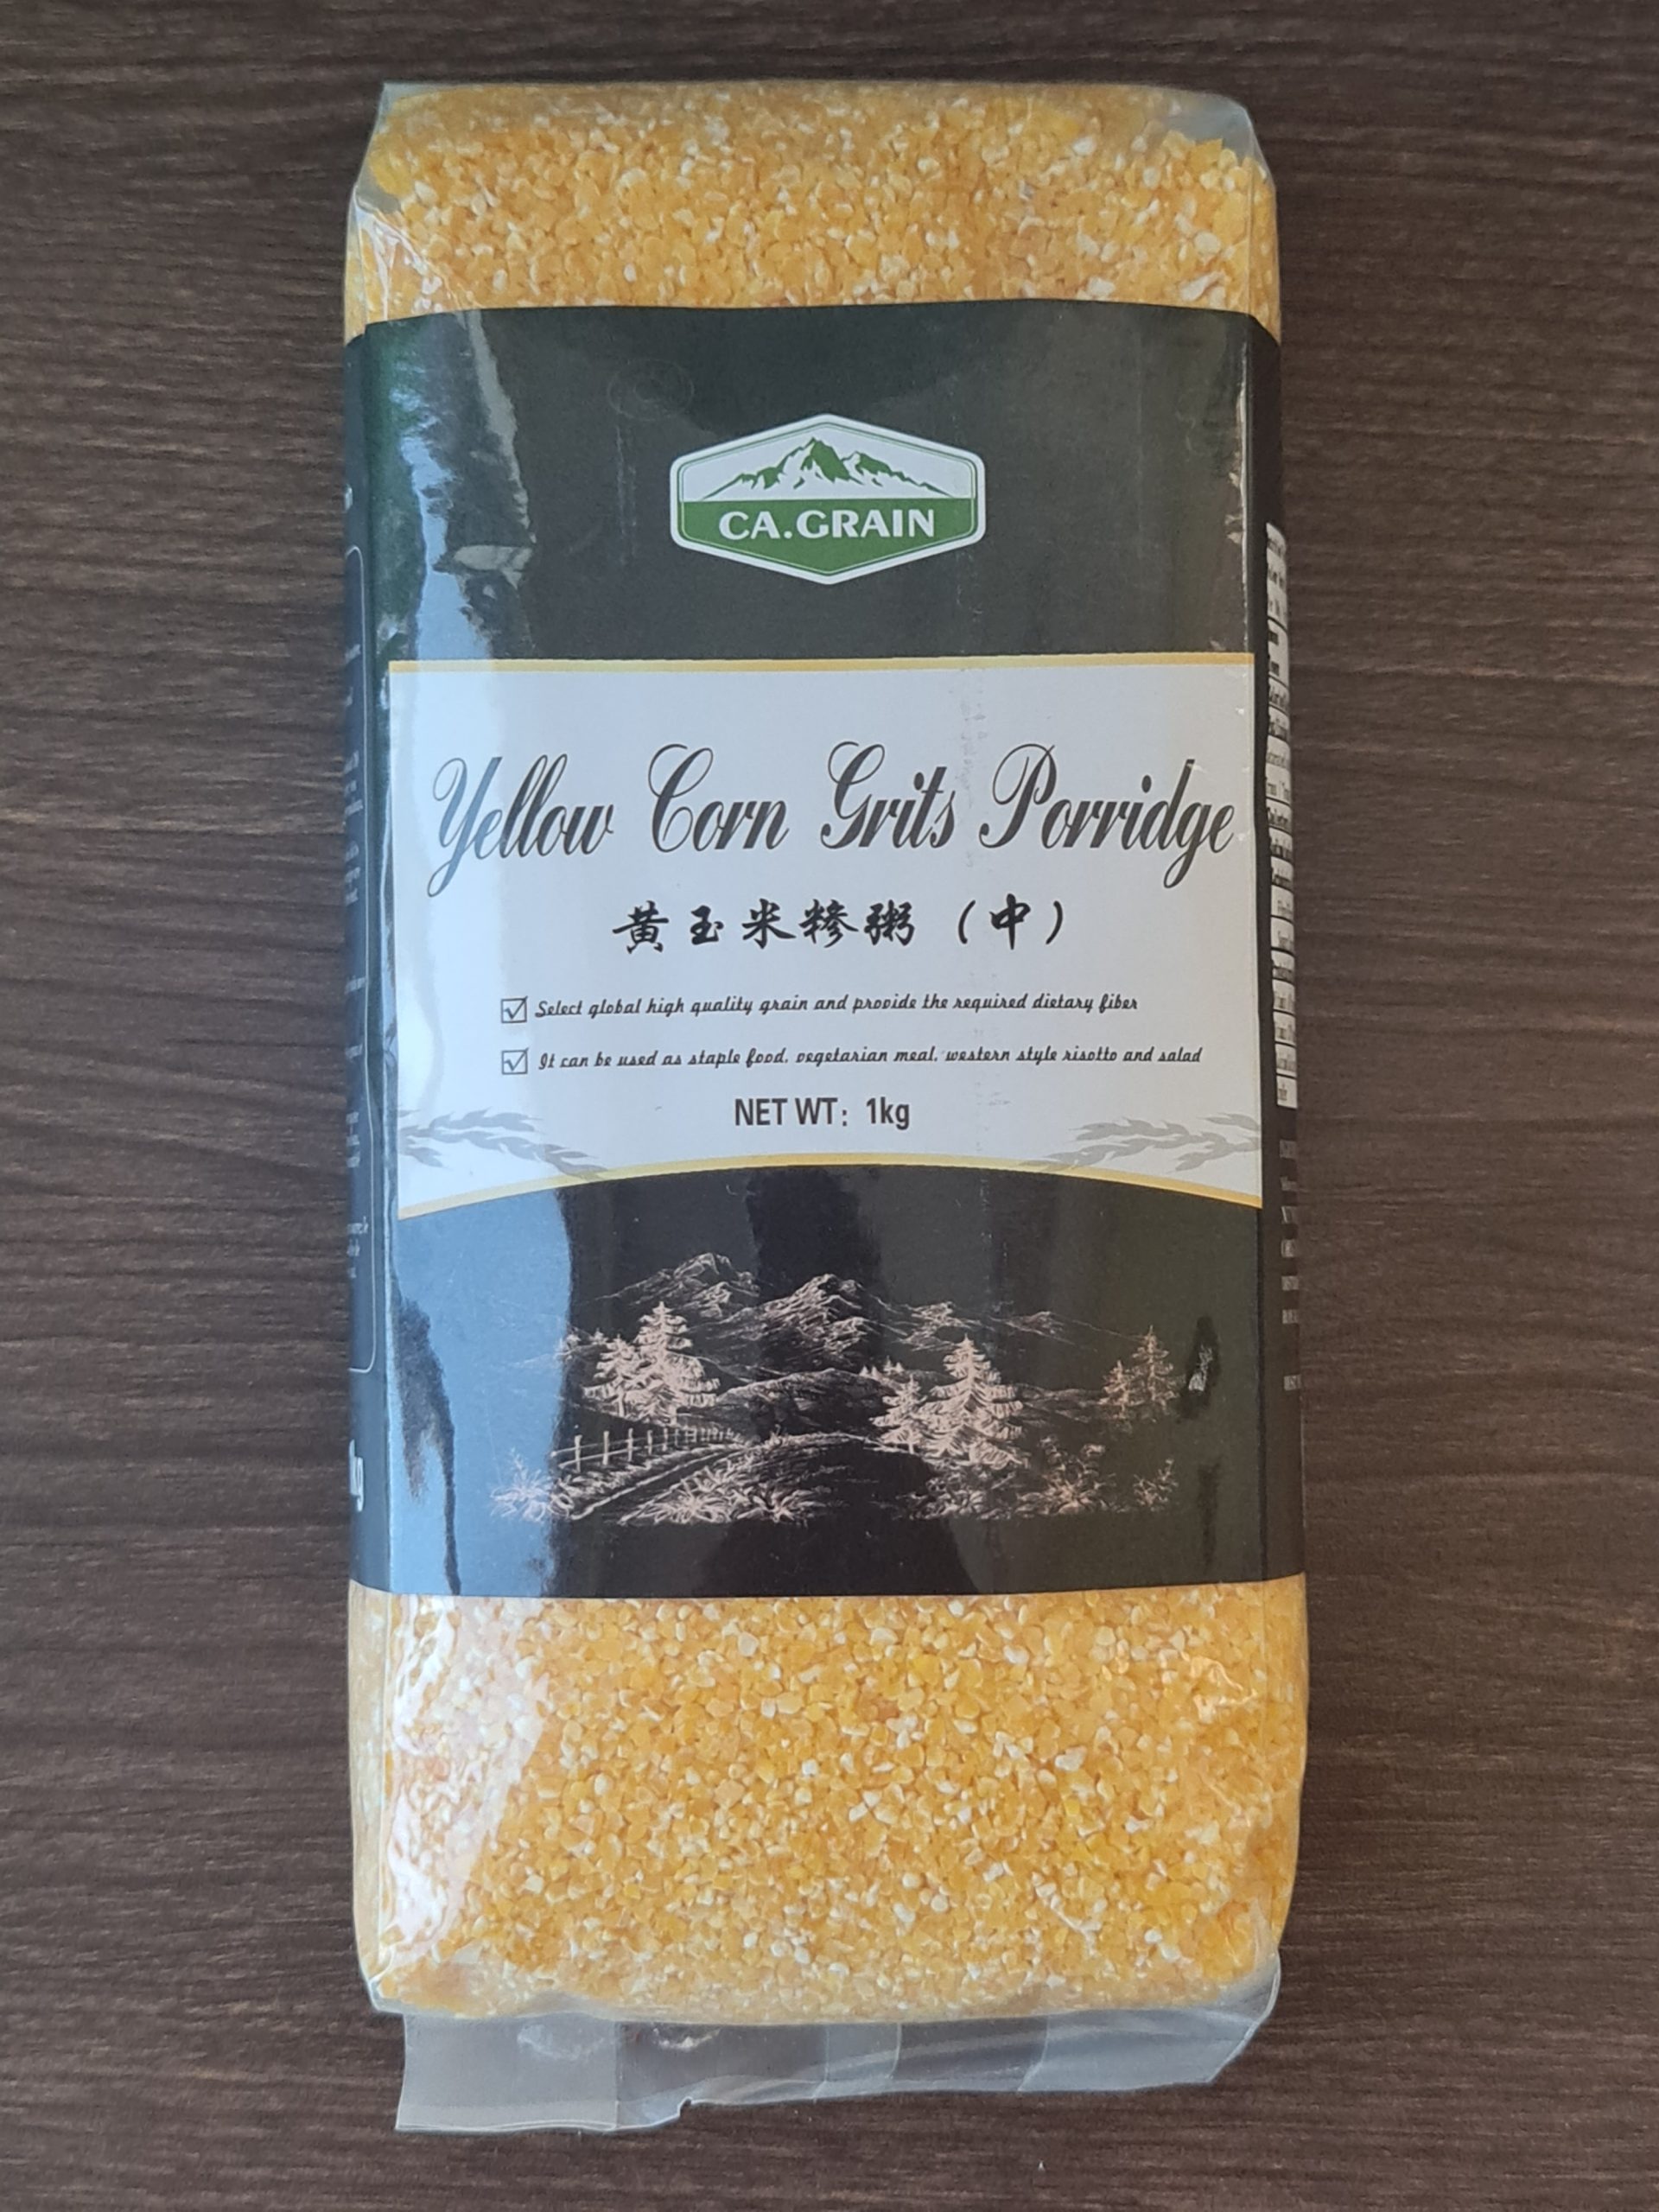 CA.GRAIN
Yellow Corn Grits Porridge
黄玉米糁粥（中）
Select global high quality grain and provide the required dietary fiber
It can be used as staple food, vegetarian meal, western style risotto and salad
NET WT: 1kg